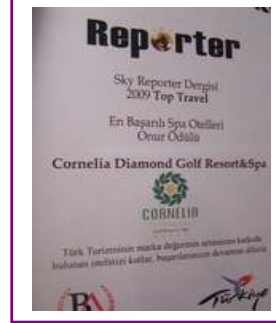 Reporter
Sky Reporter Dergisi
2009 Top Travel
En Başarılı Spa Otelleri
Onur Ödülü
Cornelia Diamond Golf Resort&Spa
CORNELIA
Türk Turizminin marka değerinin artmasına katkıda
bulunan otelinizi kutlar, başarılarınızın devamını dileriz.
Türkiye